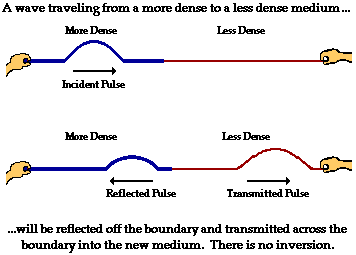 A wave traveling from a more dense to a less dense medium...
More Dense Less Dense
Incident Pulse
More Dense Less Dense
Reflected Pulse Transmitted Pulse
...will be reflected off the boundary and transmitted across the
boundary into the new medium. There is no inversion.